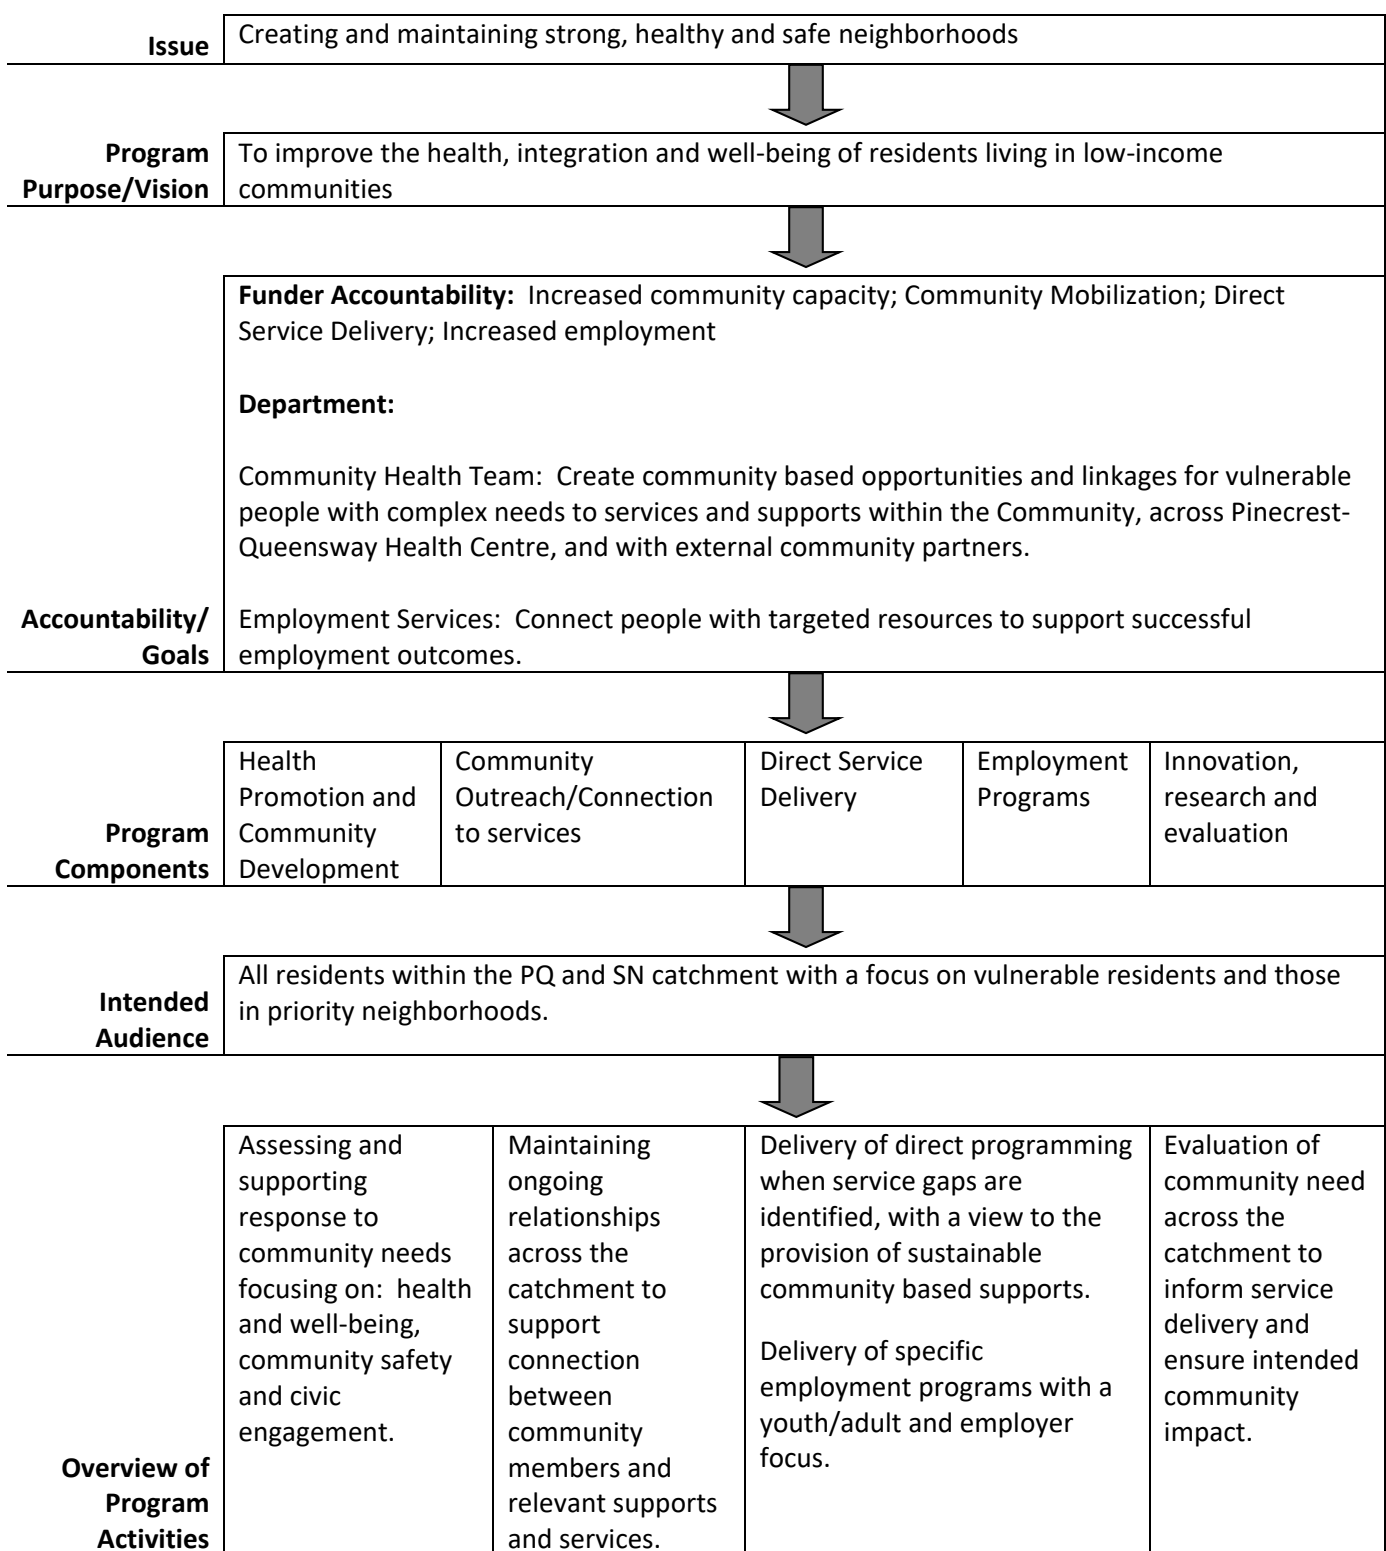 Issue
Creating and maintaining strong, healthy and safe neighborhoods
Program
Purpose/Vision
To improve the health, integration and well-being of residents living in low-income
communities
Funder Accountability:  Increased community capacity; Community Mobilization; Direct
Service Delivery; Increased employment
Department:
Community Health Team:  Create community based opportunities and linkages for vulnerable
people with complex needs to services and supports within the Community, across Pinecrest-
Queensway Health Centre, and with external community partners.
Accountability/
Goals
Employment Services:  Connect people with targeted resources to support successful
employment outcomes.
Program
Components
Health
Promotion and
Community
Development
Community
Outreach/Connection
to services
Direct Service
Delivery
Employment
Programs
Innovation,
research and
evaluation
Intended
Audience
All residents within the PQ and SN catchment with a focus on vulnerable residents and those
in priority neighborhoods.
Overview of
Program
Activities
Assessing and
supporting
response to
community needs
focusing on:  health
and well-being,
community safety
and civic
engagement.
Maintaining
ongoing
relationships
across the
catchment to
support
connection
between
community
members and
relevant supports
and services.
Delivery of direct programming
when service gaps are
identified, with a view to the
provision of sustainable
community based supports.
Delivery of specific
employment programs with a
youth/adult and employer
focus.
Evaluation of
community need
across the
catchment to
inform service
delivery and
ensure intended
community
impact.